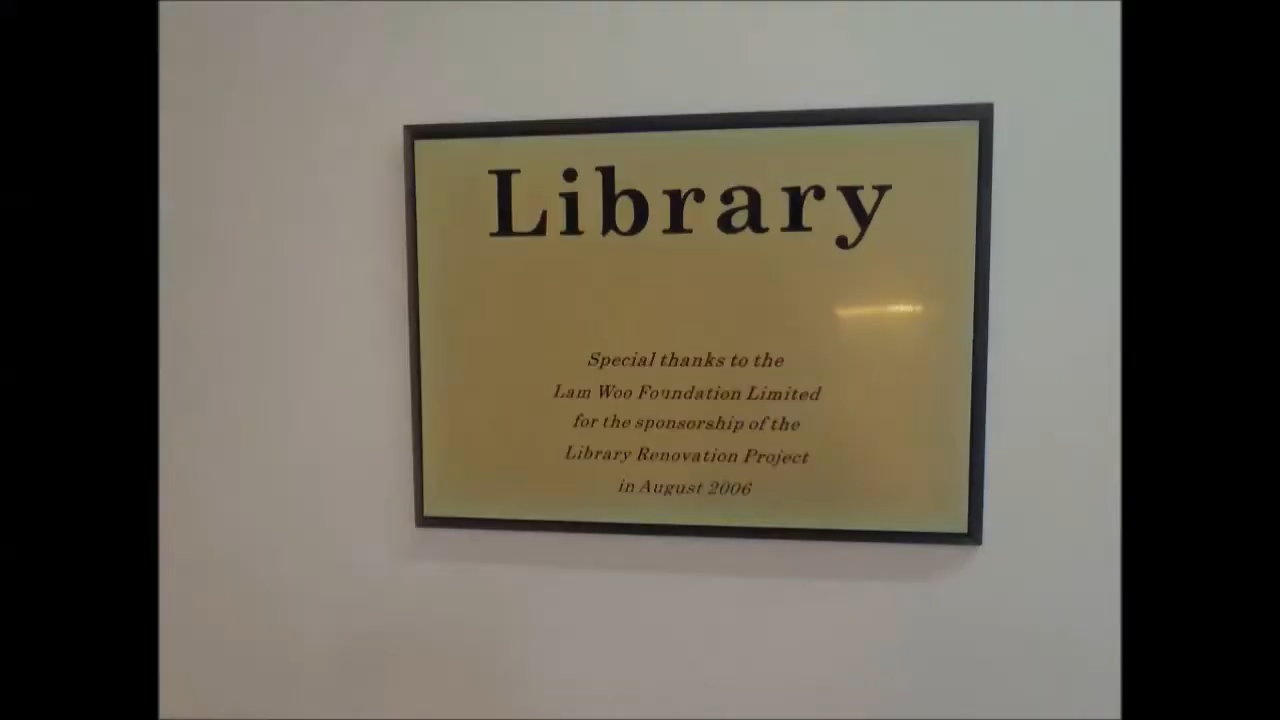 Library
Special thanks to the
Lam Woo Foundation Limited
for the sponsorship of the
Library Renovation Project
in August 2006